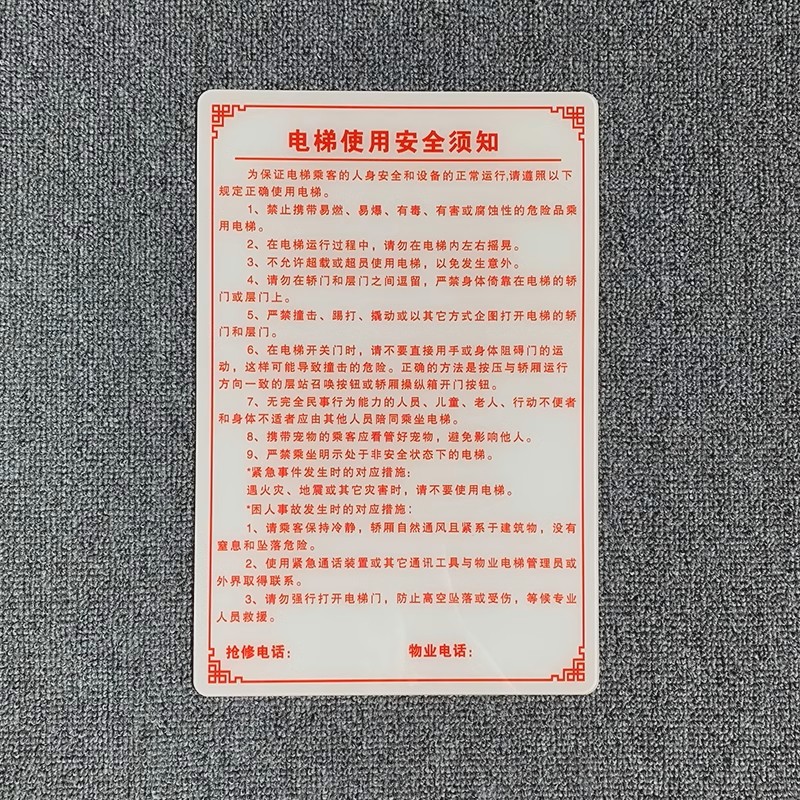 电梯使用安全须知
为保证电梯乘客的人身安全和设备的正常运行,请遵照以下
规定正确使用电梯。
1、禁止携带易燃、易爆、有毒、有害或腐蚀性的危险品乘
用电梯。
2、在电梯运行过程中，请勿在电梯内左右摇晃。
3、不允许超载或超员使用电梯，以免发生意外。
4、请勿在轿门和层门之间逗留，严禁身体倚靠在电梯的轿
门或层门上。
5、严禁撞击、踢打、撬动或以其它方式企图打开电梯的轿
门和层门。
6、在电梯开关门时，请不要直接用手或身体阻碍门的运
动，这样可能导致撞击的危险。正确的方法是按压与轿厢运行
方向一致的层站召唤按钮或轿厢操纵箱开门按钮。
7、无完全民事行为能力的人员、儿童、老人、行动不便者
和身体不适者应由其他人员陪同乘坐电梯。
8、携带宠物的乘客应看管好宠物，避免影响他人。
9、严禁乘坐明示处于非安全状态下的电梯。
*紧急事件发生时的对应措施:
遇火灾、地震或其它灾害时，请不要使用电梯。
*困人事故发生时的对应措施:
1、请乘客保持冷静，轿厢自然通风且紧系于建筑物，没有
窒息和坠落危险。
2、使用紧急通话装置或其它通讯工具与物业电梯管理员或
外界取得联系。
3、请勿强行打开电梯门，防止高空坠落或受伤，等候专业
人员救援。
抢修电话: 物业电话: